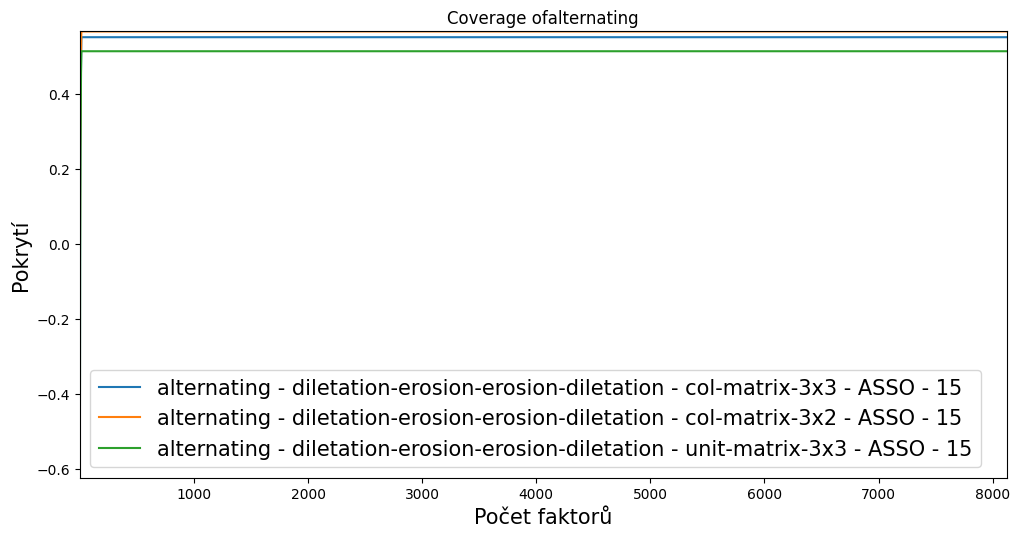 Coverage ofalternating
0.4
0.2
0.0
−0.2
−0.4
−0.6
Pokrytí
alternating - diletation-erosion-erosion-diletation - col-matrix-3x3 - ASSO - 15
alternating - diletation-erosion-erosion-diletation - col-matrix-3x2 - ASSO - 15
alternating - diletation-erosion-erosion-diletation - unit-matrix-3x3 - ASSO - 15
1000 2000 3000 4000 5000 6000 7000 8000
Počet faktorů